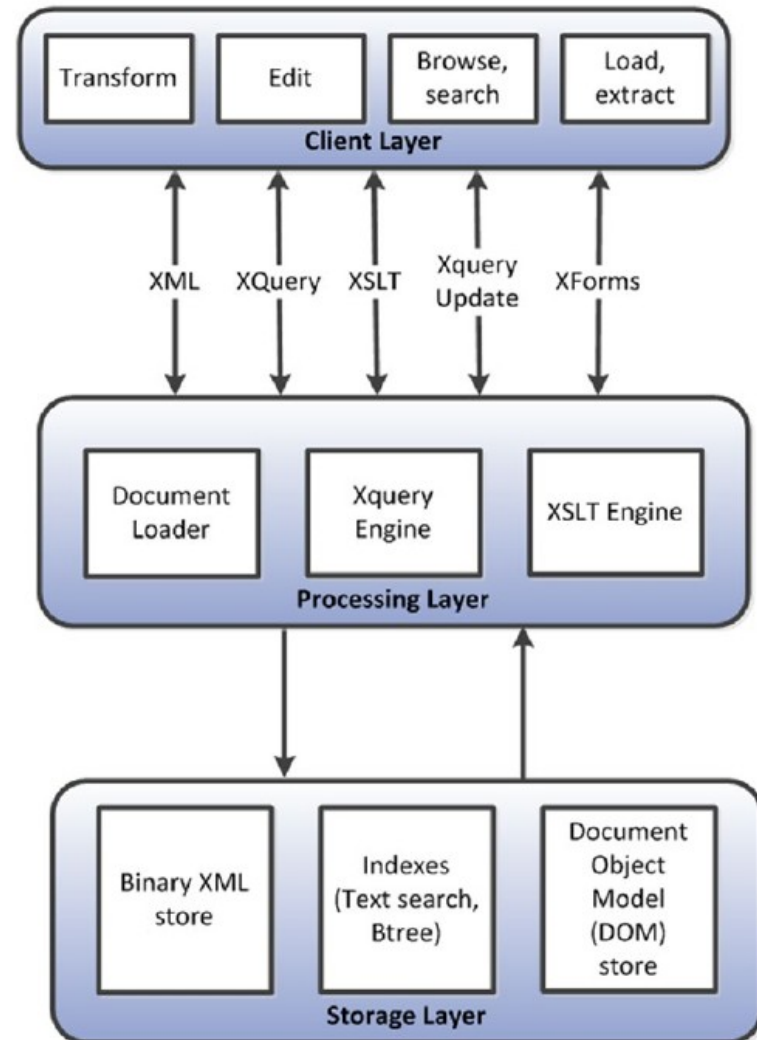 Transform
Edit
Browse,
search
Load,
extract
Client Layer
XML
XQuery
XSLT
Xquery
Update
XForms
Document
Loader
Xquery
Engine
XSLT Engine
Processing Layer
Binary XML
store
Indexes
(Text search,
Btree)
Document
Object
Model
(DOM)
store
Storage Layer